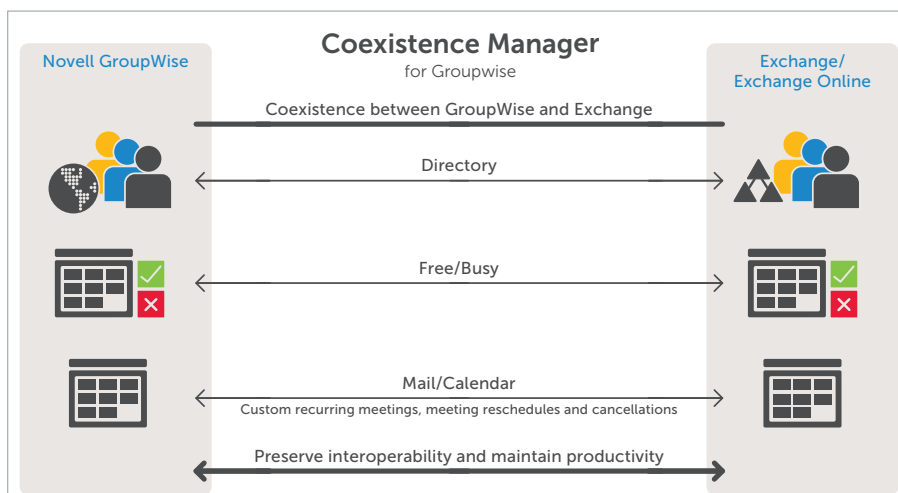 Coexistence Manager
for Groupwise
Novell GroupWise
Exchange/
Exchange Online
Coexistence between GroupWise and Exchange
Directory
Free/Busy
Mail/Calendar
Custom recurring meetings, meeting reschedules and cancellations
Preserve interoperability and maintain productivity